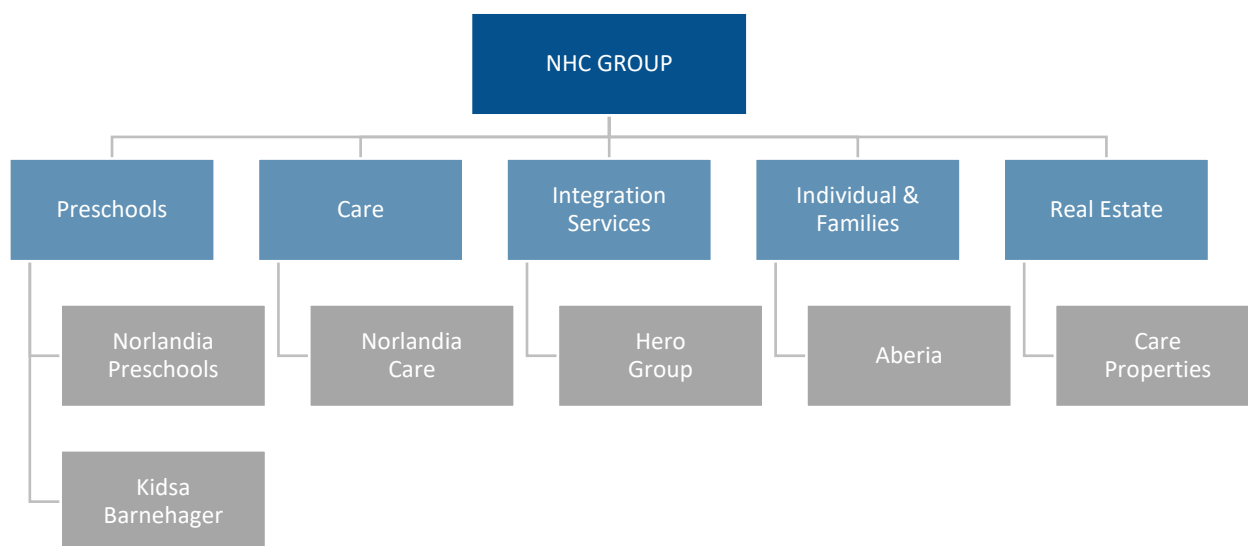 NHC GROUP
Preschools
Care
Integration
Services
Individual &
Families
Real Estate
Norlandia
Preschools
Norlandia
Care
Hero
Group
Aberia
Care
Properties
Kidsa
Barnehager